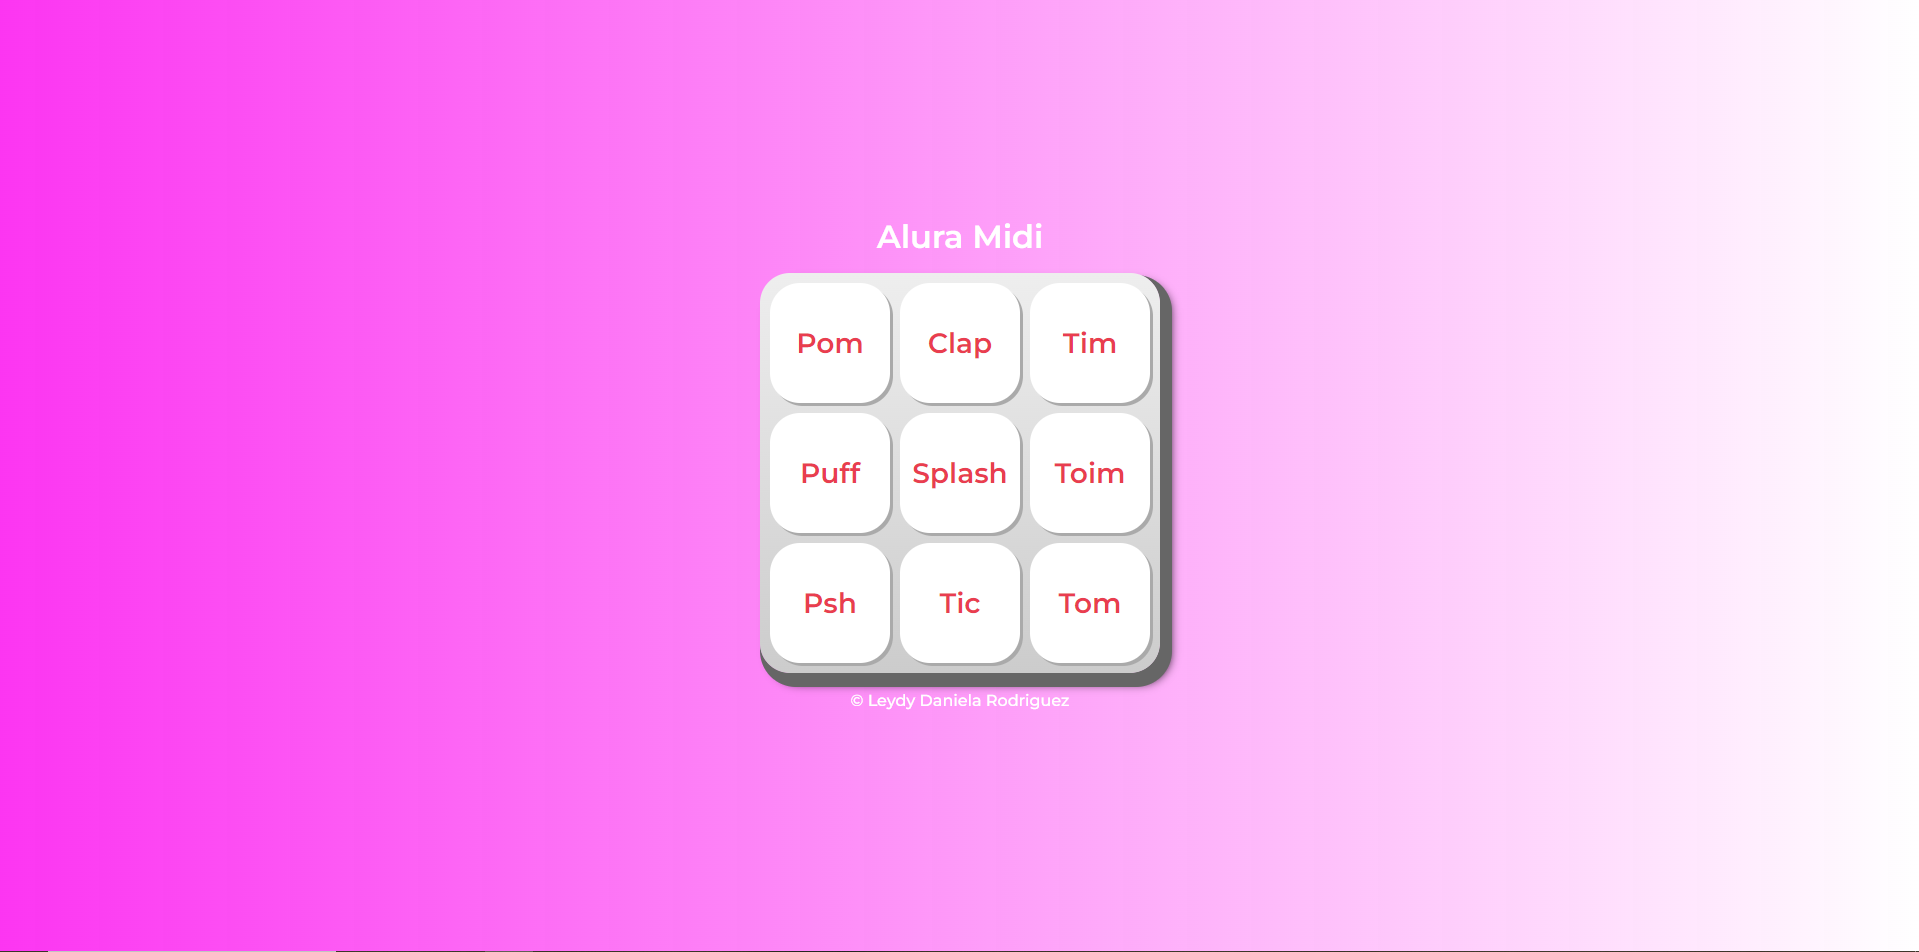 Alura Midi
Pom Clap Tim
Puff Splash Toim
Psh Tic Tom
© Leydy Daniela Rodriguez